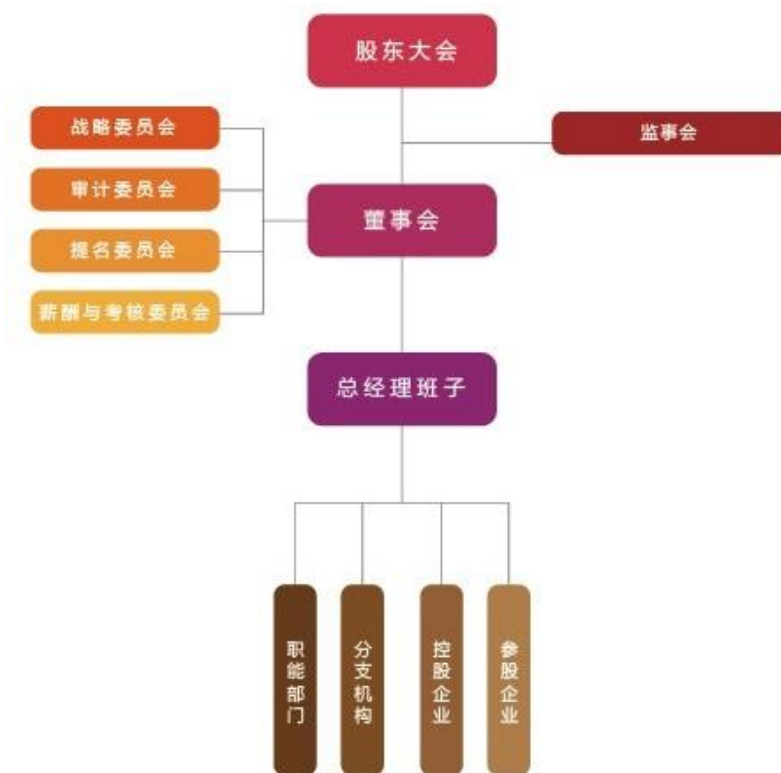 股东大会
战略委员会
监事会
审计委员会
董事会
提名委员会
薪酬与考核委员会
总经理班子
职能部门
分支机构
控股企业
参股企业